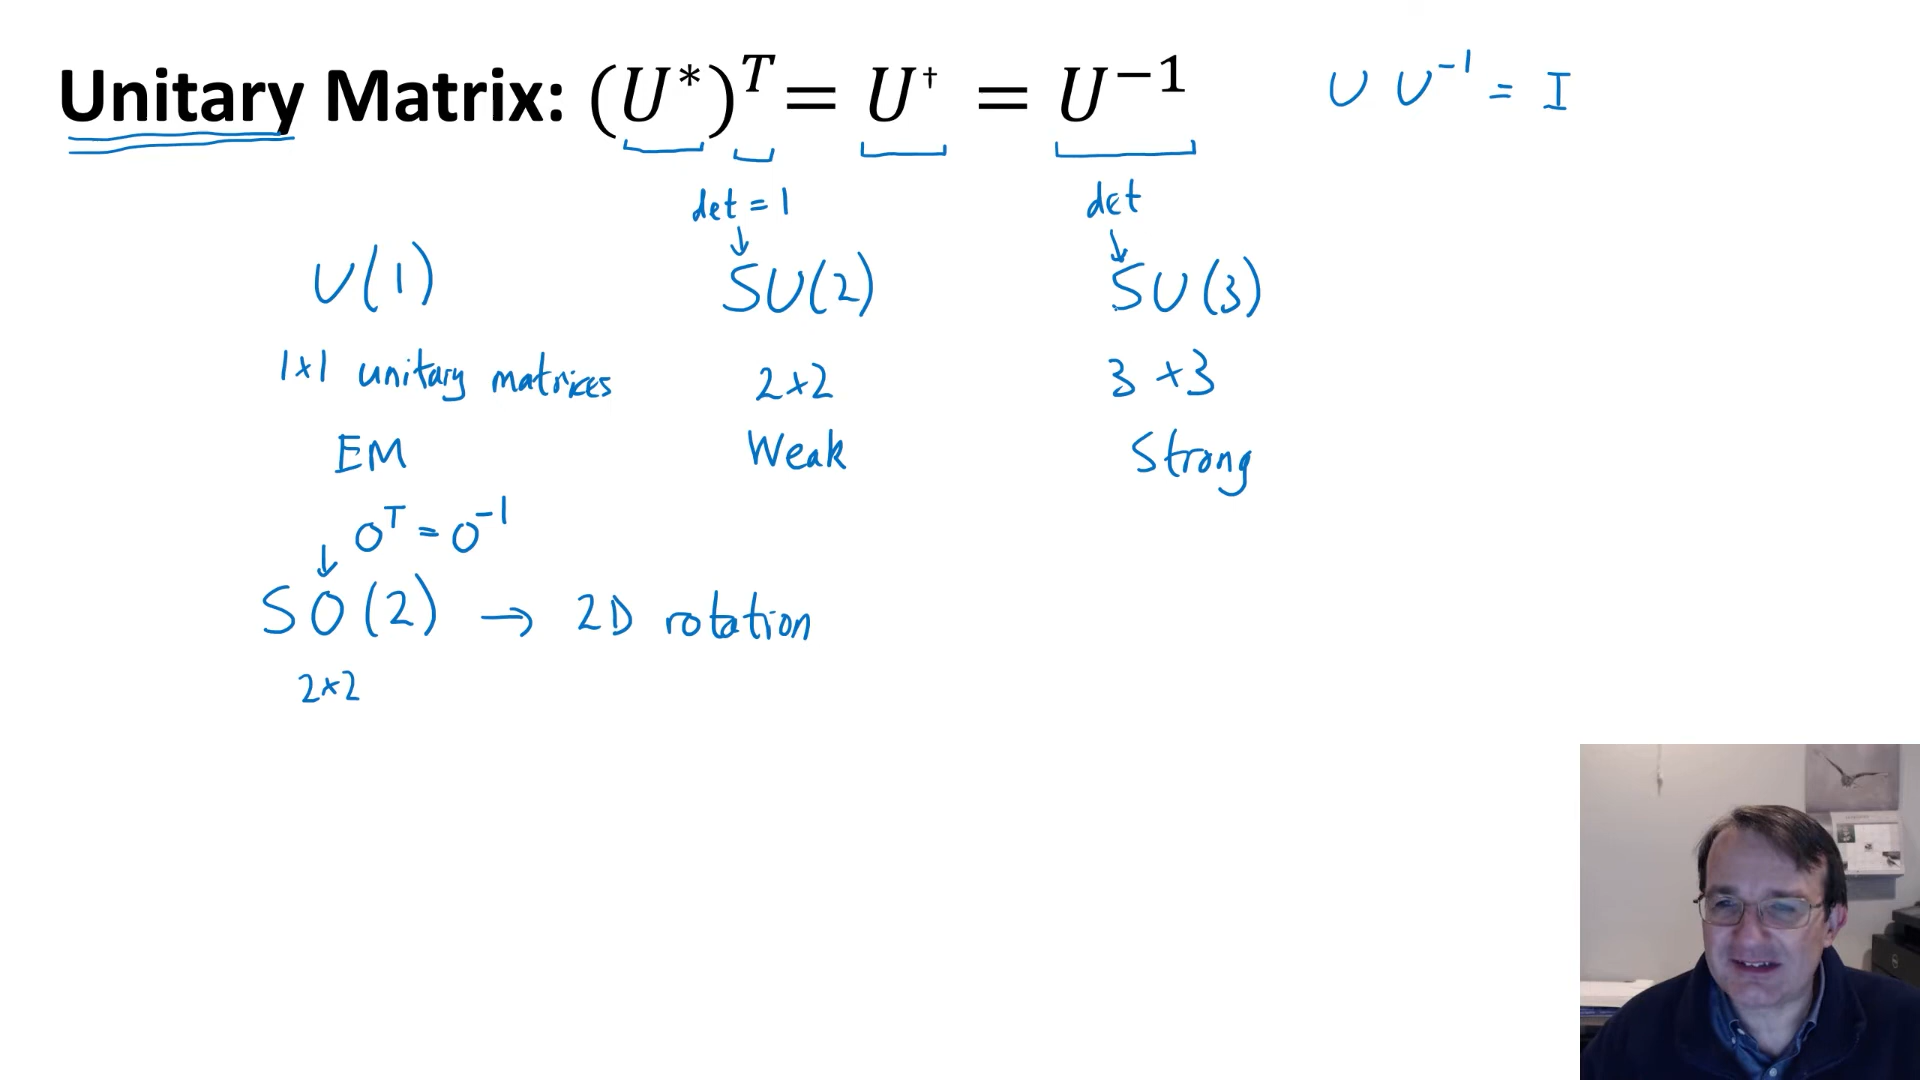 Unitary Matrix: (U*)ᵀ = U† = U⁻¹
U U⁻¹ = I
det = 1
det
U(1)
SU(2)
SU(3)
1×1 unitary matrices
2×2
3×3
EM
Weak
Strong
Oᵀ = O⁻¹
SO(2) → 2D rotation
2×2